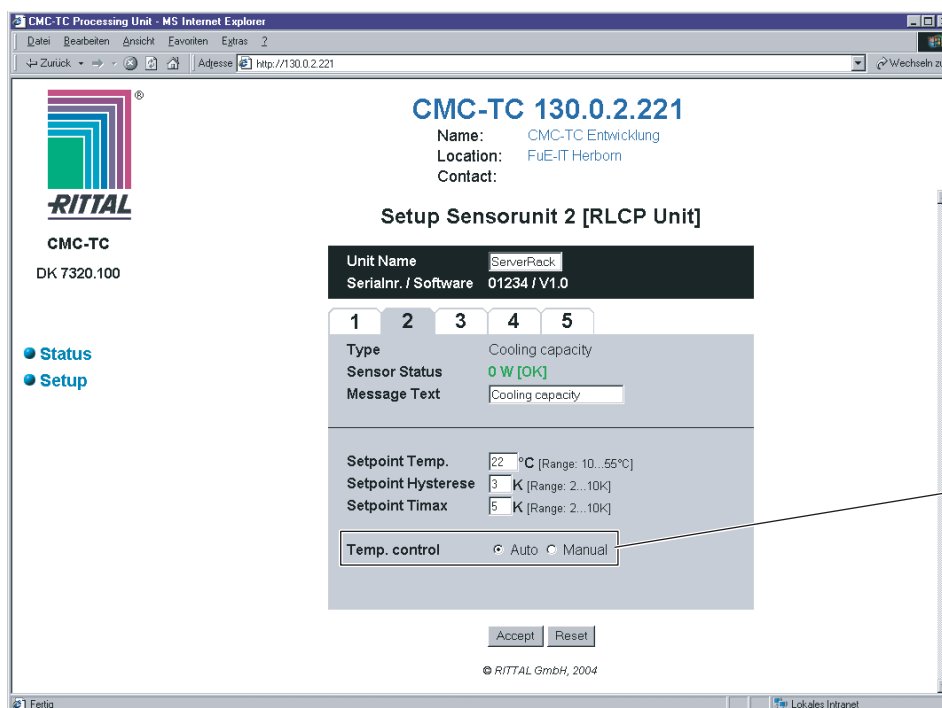 CMC-TC Processing Unit - MS Internet Explorer
Datei Bearbeiten Ansicht Favoriten Extras ?
Zurück Adresse http://130.0.2.221 Wechseln zu
®
RITTAL
CMC-TC
DK 7320.100
Status
Setup
CMC-TC 130.0.2.221
Name: CMC-TC Entwicklung
Location: FuE-IT Herborn
Contact:
Setup Sensorunit 2 [RLCP Unit]
Unit Name ServerRack
Serialnr. / Software 01234 / V1.0
1 2 3 4 5
Type Cooling capacity
Sensor Status 0 W [OK]
Message Text Cooling capacity
Setpoint Temp. 22 °C [Range: 10...55°C]
Setpoint Hysterese 3 K [Range: 2...10K]
Setpoint Timax 5 K [Range: 2...10K]
Temp. control Auto Manual
Accept Reset
© RITTAL GmbH, 2004
Fertig Lokales Intranet